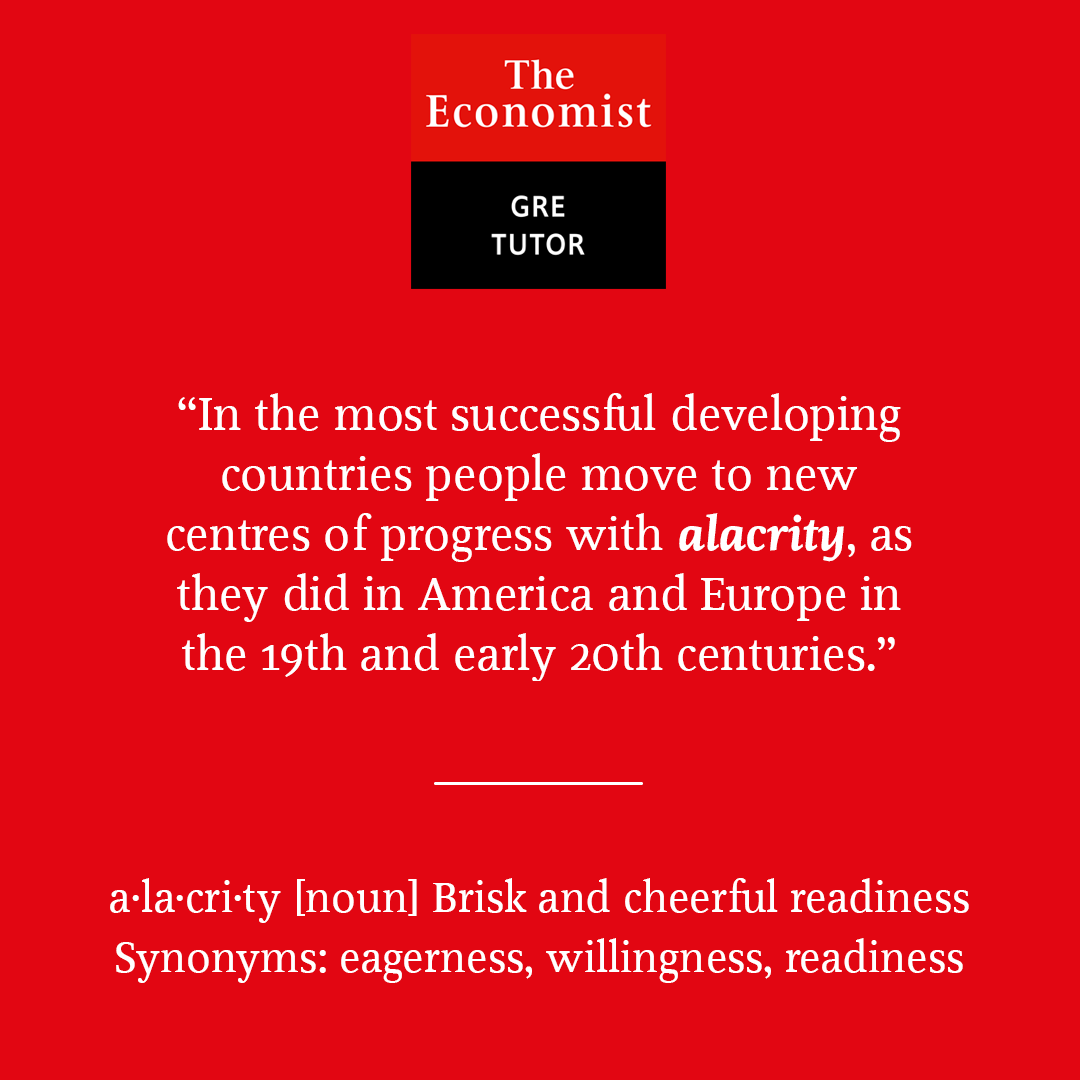 The
Economist
GRE
TUTOR
“In the most successful developing
countries people move to new
centres of progress with alacrity, as
they did in America and Europe in
the 19th and early 20th centuries.”
a·la·cri·ty [noun] Brisk and cheerful readiness
Synonyms: eagerness, willingness, readiness